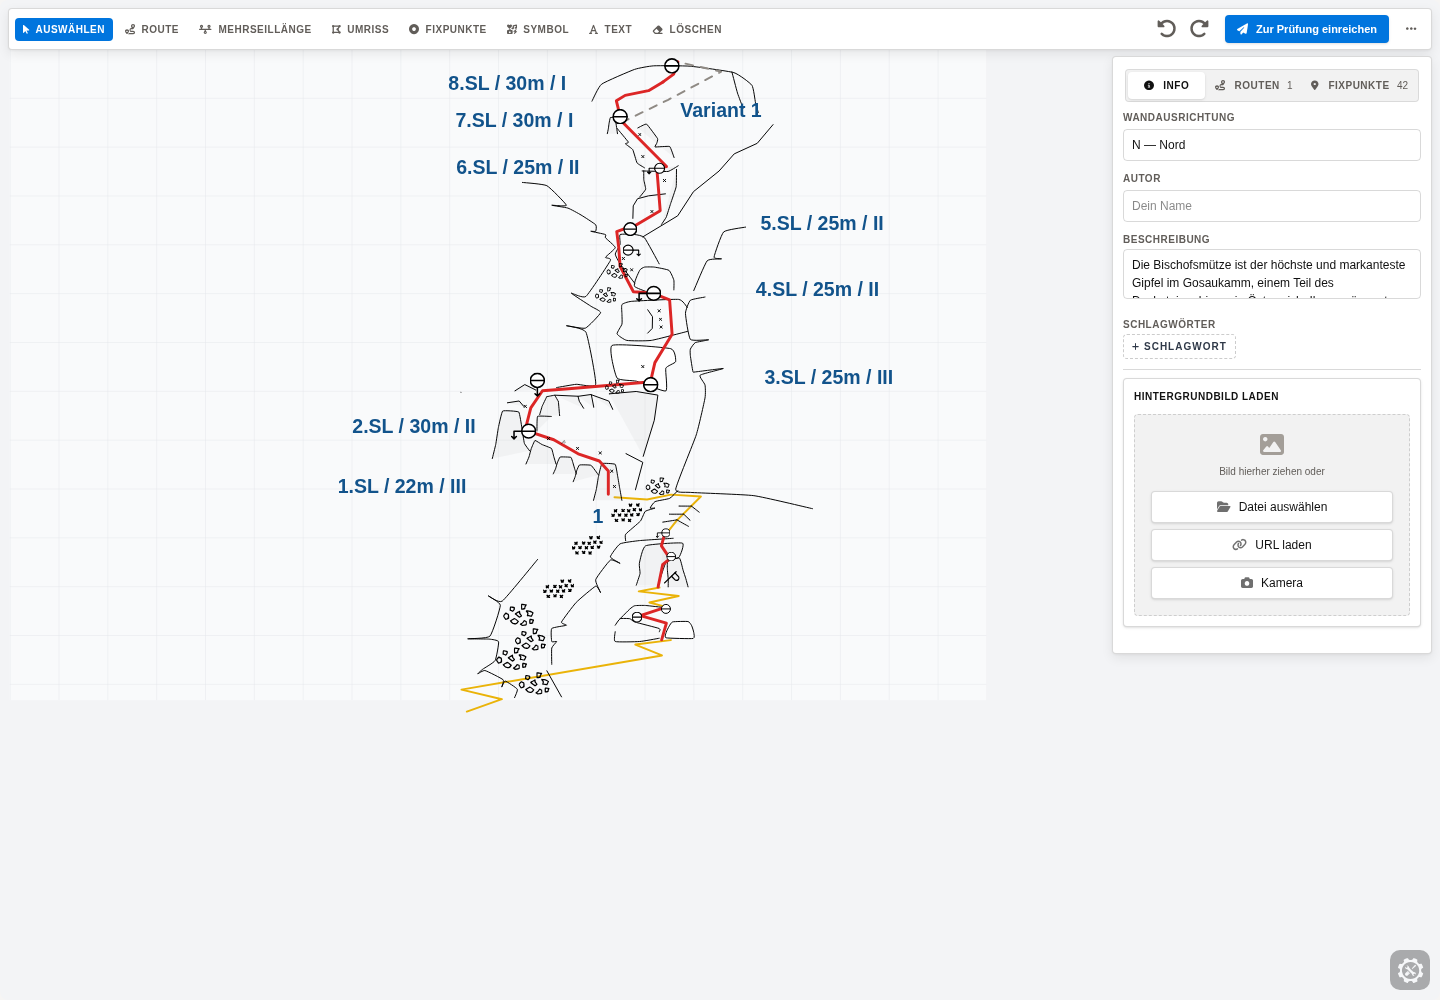 AUSWÄHLEN ROUTE MEHRSEILLÄNGE UMRISS FIXPUNKTE SYMBOL TEXT LÖSCHEN Zur Prüfung einreichen
8.SL / 30m / I
Variant 1
7.SL / 30m / I
6.SL / 25m / II
5.SL / 25m / II
4.SL / 25m / II
3.SL / 25m / III
2.SL / 30m / II
1.SL / 22m / III
1
INFO ROUTEN 1 FIXPUNKTE 42
WANDAUSRICHTUNG
N — Nord
AUTOR
Dein Name
BESCHREIBUNG
Die Bischofsmütze ist der höchste und markanteste
Gipfel im Gosaukamm, einem Teil des
SCHLAGWÖRTER
+ SCHLAGWORT
HINTERGRUNDBILD LADEN
Bild hierher ziehen oder
Datei auswählen
URL laden
Kamera